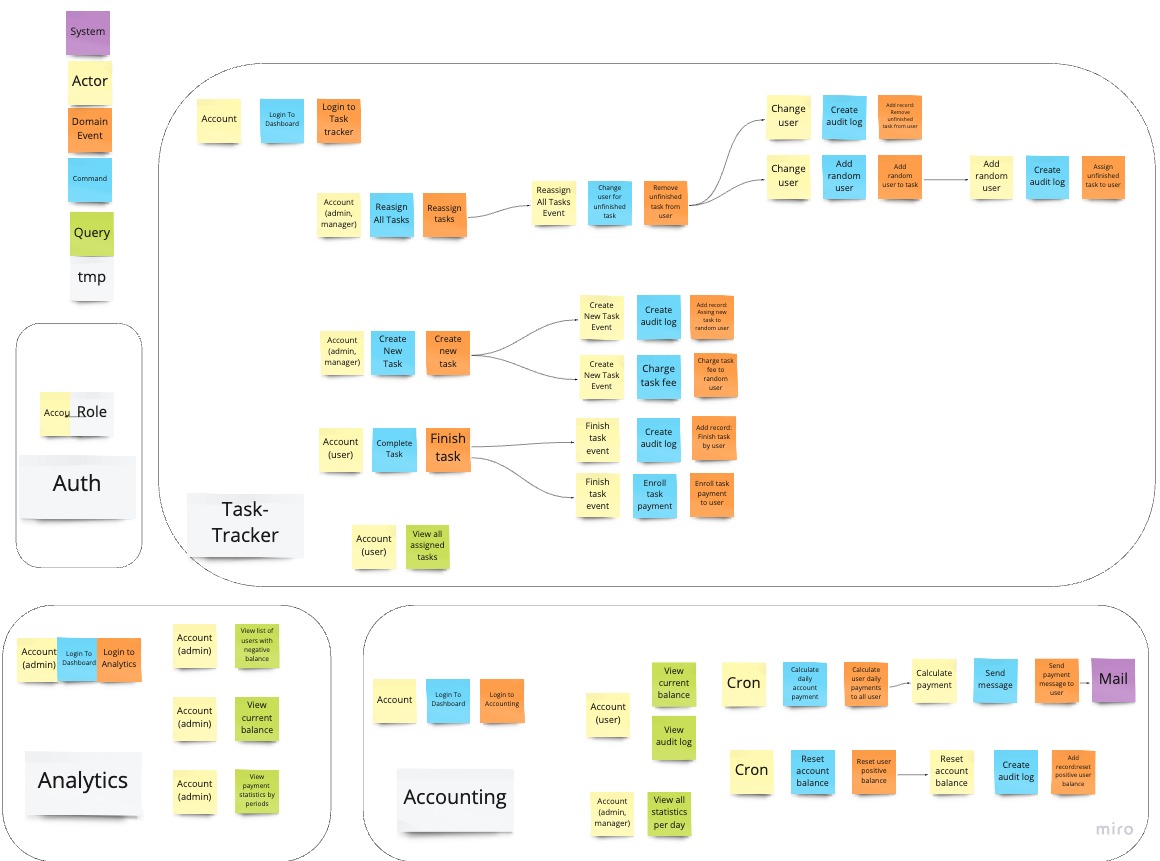 System
Actor
Domain
Event
Command
Query
tmp
Accou
Role
Auth
Account
Login To
Dashboard
Login to
Task
tracker
Account
(admin,
manager)
Reasign
All Tasks
Reassign
tasks
Reassign
All Tasks
Event
Change
user for
unfinished
task
Remove
unfinished
task from
user
Change
user
Create
audit log
Add record:
Remove
unfinished
task from user
Change
user
Add
random
user
Add
random
user to task
Add
random
user
Create
audit log
Assign
unfinished
task to user
Account
(admin,
manager)
Create
New
Task
Create
new
task
Create
New Task
Event
Create
audit log
Add record:
Assing new
task to
random user
Create
New Task
Event
Charge
task fee
Charge task
fee to
random
user
Account
(user)
Complete
Task
Finish
task
Finish
task
event
Create
audit log
Add record:
Finish task
by user
Finish
task
event
Enroll
task
payment
Enroll task
payment
to user
Task-
Tracker
Account
(user)
View all
assigned
tasks
Account
(admin)
Login To
Dashboard
Login to
Analytics
Account
(admin)
View list of
users with
negative
balance
Account
(admin)
View
current
balance
Account
(admin)
View
payment
statistics by
periods
Analytics
Account
Login To
Dashboard
Login to
Accounting
Accounting
Account
(user)
View
current
balance
View
audit log
Account
(admin,
manager)
View all
statistics
per day
Cron
Calculate
daily
account
payment
Calculate
user daily
payments
to all user
Calculate
payment
Send
message
Send
payment
message to
user
Mail
Cron
Reset
account
balance
Reset user
positive
balance
Reset
account
balance
Create
audit log
Add
record:reset
positive user
balance
miro